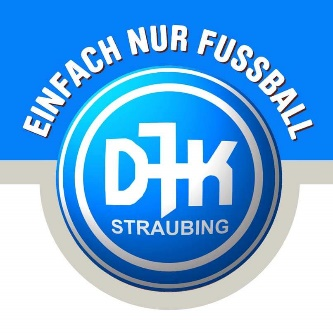 EINFACH NUR FUSSBALL
DJK
STRAUBING